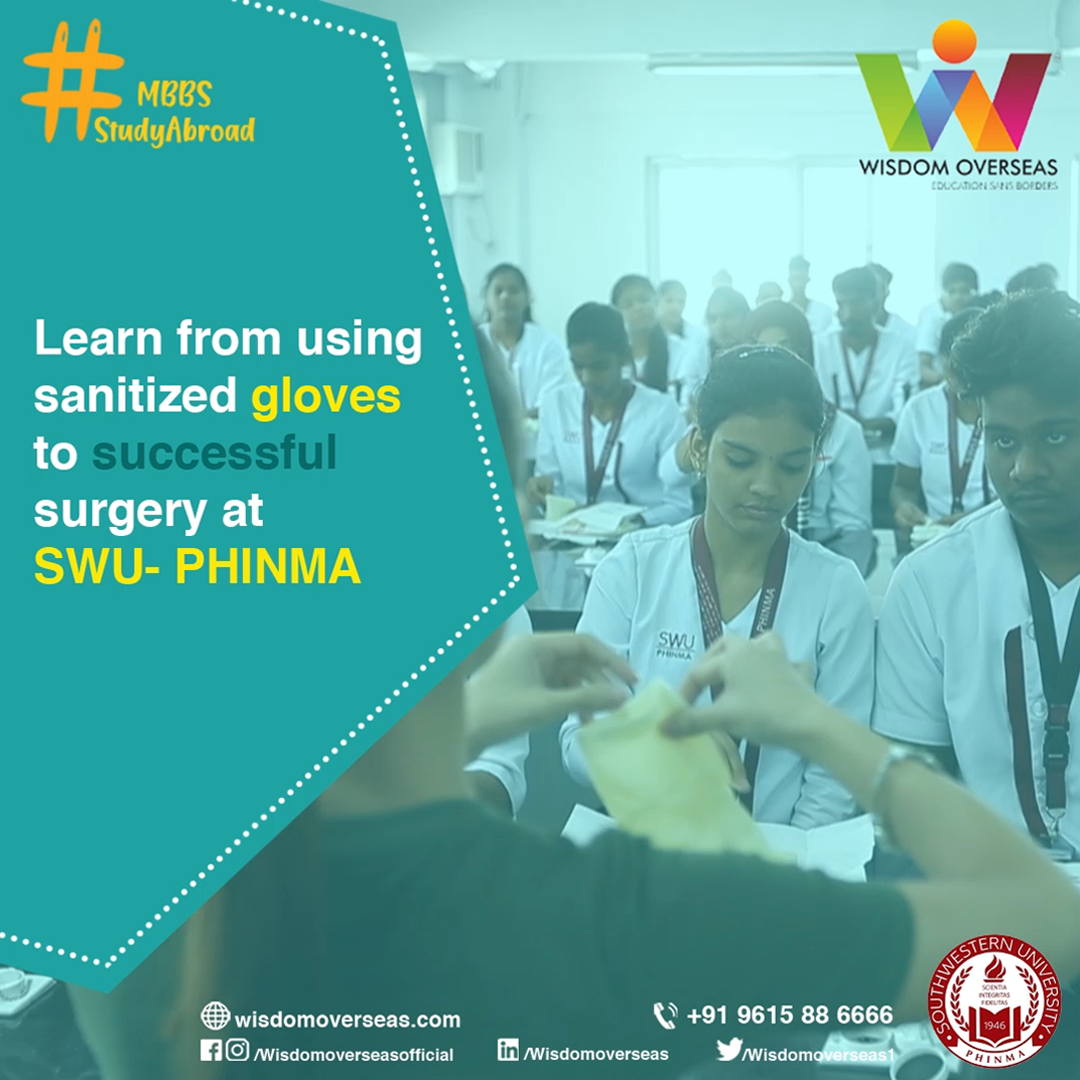 #MBBS
StudyAbroad
WISDOM OVERSEAS
EDUCATION SANS BORDERS
Learn from using
sanitized gloves
to successful
surgery at
SWU- PHINMA
PHINMA
SWU
PHINMA
wisdomoverseas.com
+91 9615 88 6666
/Wisdomoverseasofficial
/Wisdomoverseas
/Wisdomoverseas1
SOUTHWESTERN UNIVERSITY
SCIENTIA
INTEGRITAS
FIDELITAS
1946
PHINMA